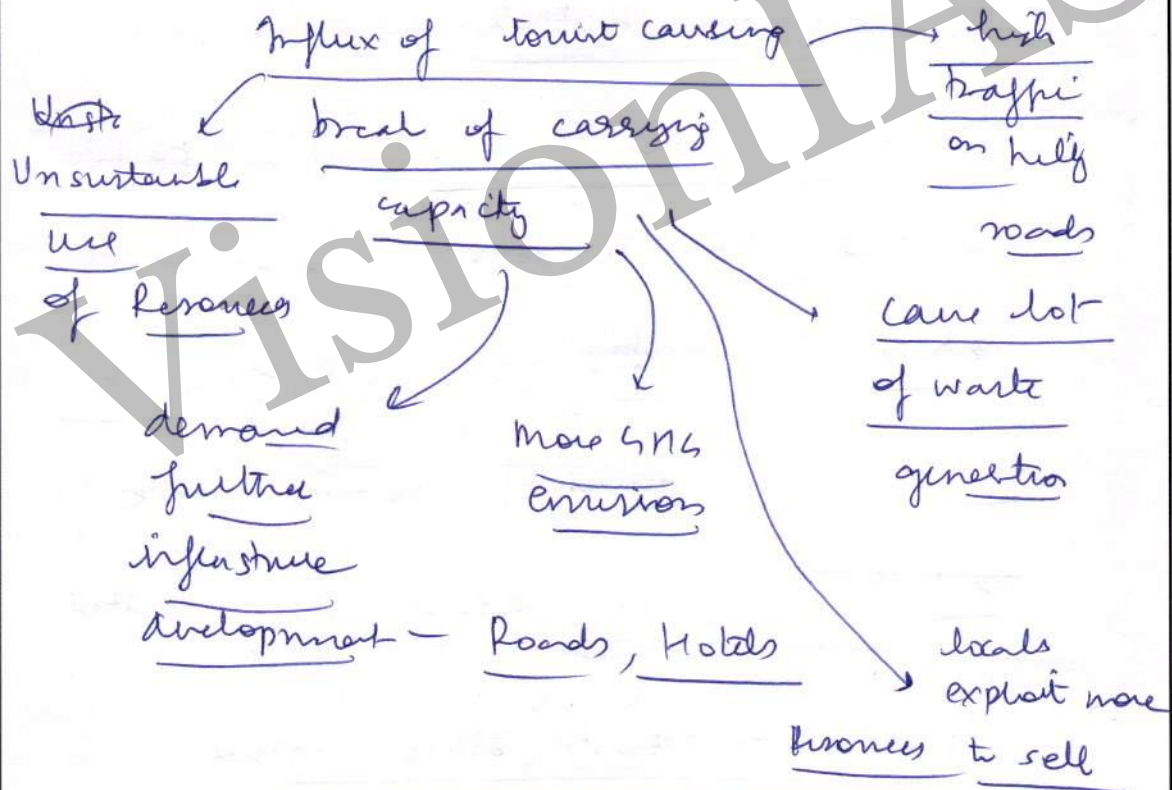 Influx of tourist causing
break of carrying
capacity
high
traffic
on hilly
roads
Unsustainable
use
of Resources
demand
further
infrastructure
development – Roads, Hotels
More GHG
emissions
cause lot
of waste
generation
locals
exploit more
Resources to sell
VisionIAS